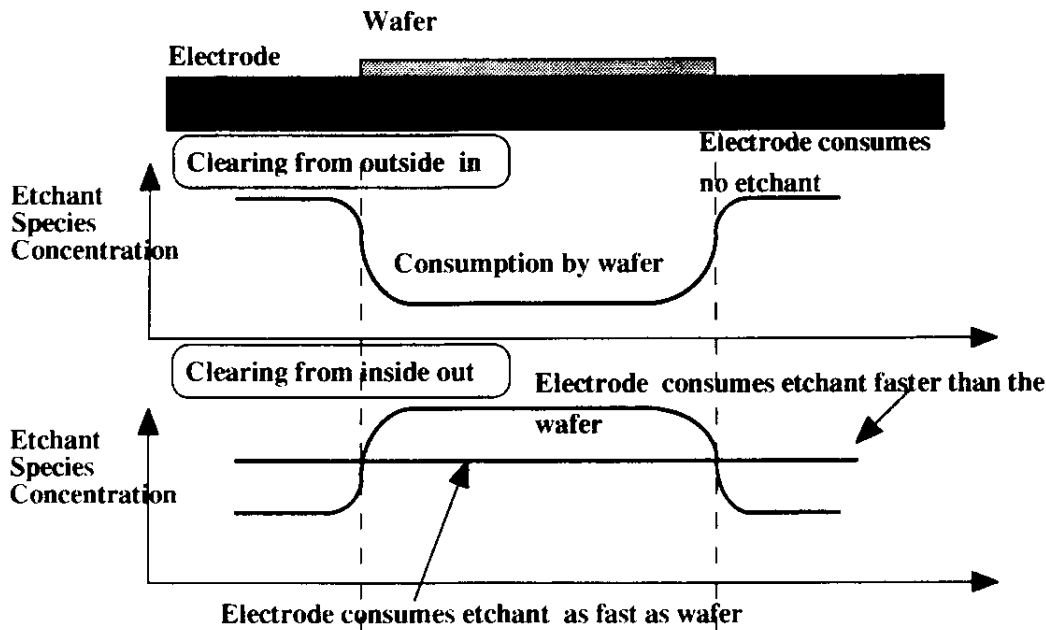 Wafer
Electrode
Electrode consumes
no etchant
Clearing from outside in
Etchant
Species
Concentration
Consumption by wafer
Clearing from inside out
Electrode consumes etchant faster than the
wafer
Etchant
Species
Concentration
Electrode consumes etchant as fast as wafer